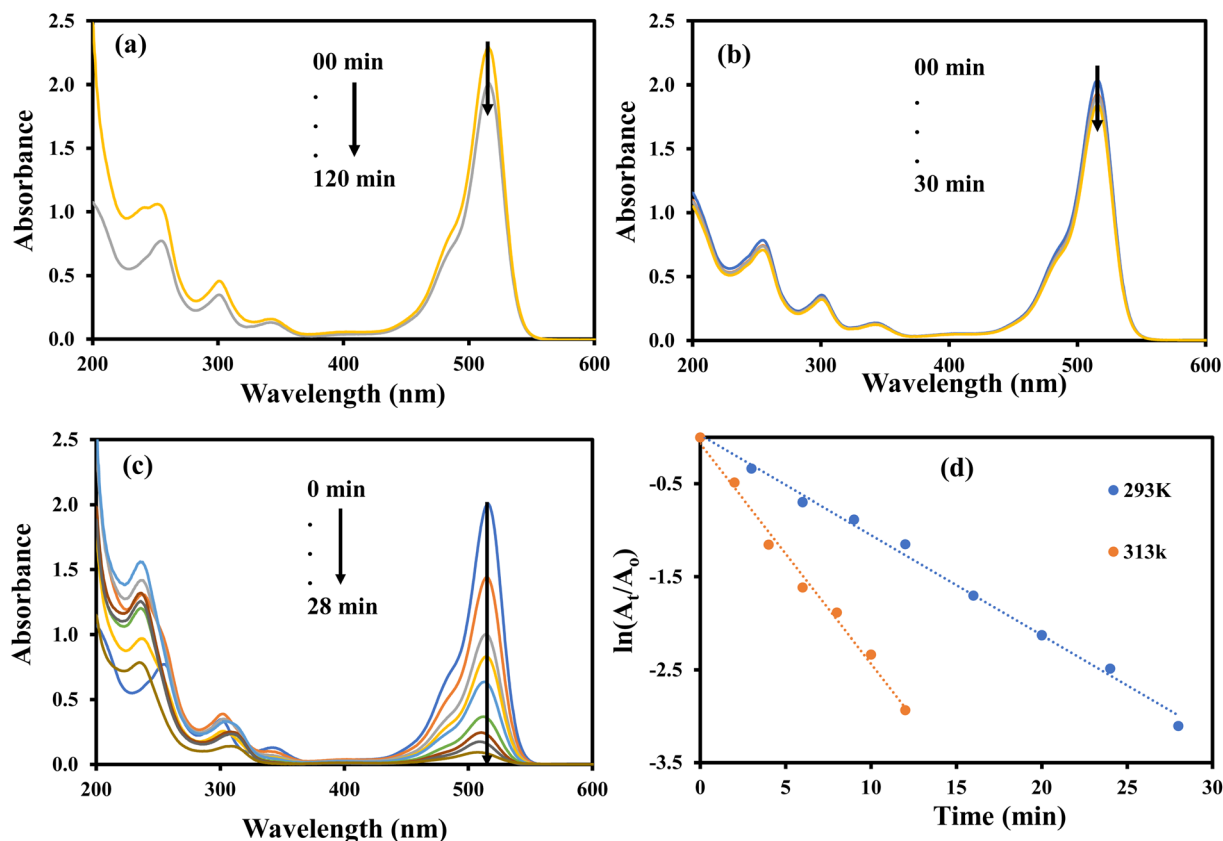 (a)
00 min
.
.
.
120 min
2.5
2.0
1.5
1.0
0.5
0.0
Absorbance
200
300
400
500
600
Wavelength (nm)
(b)
00 min
.
.
.
30 min
2.5
2.0
1.5
1.0
0.5
0.0
Absorbance
200
300
400
500
600
Wavelength (nm)
(c)
0 min
.
.
.
28 min
2.5
2.0
1.5
1.0
0.5
0.0
Absorbance
200
300
400
500
600
Wavelength (nm)
(d)
293K
313k
-0.5
-1.5
-2.5
-3.5
ln(At/Ao)
0
5
10
15
20
25
30
Time (min)